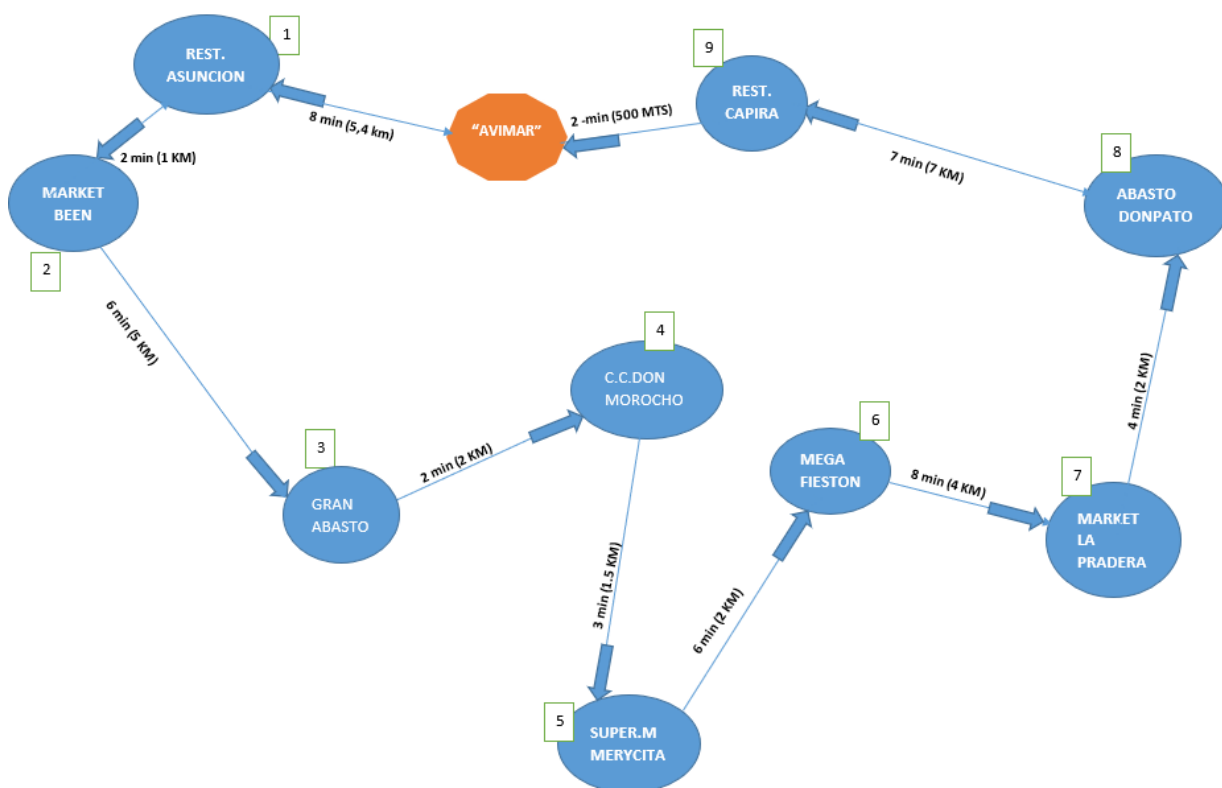 1
REST.
ASUNCION
8 min (5,4 km)
"AVIMAR"
2 -min (500 MTS)
9
REST.
CAPIRA
7 min (7 KM)
8
ABASTO
DONPATO
2 min (1 KM)
MARKET
BEEN
2
6 min (5 KM)
3
GRAN
ABASTO
2 min (2 KM)
4
C.C.DON
MOROCHO
3 min (1.5 KM)
5
SUPER.M
MERYCITA
6 min (2 KM)
6
MEGA
FIESTON
8 min (4 KM)
7
MARKET
LA
PRADERA
4 min (2 KM)